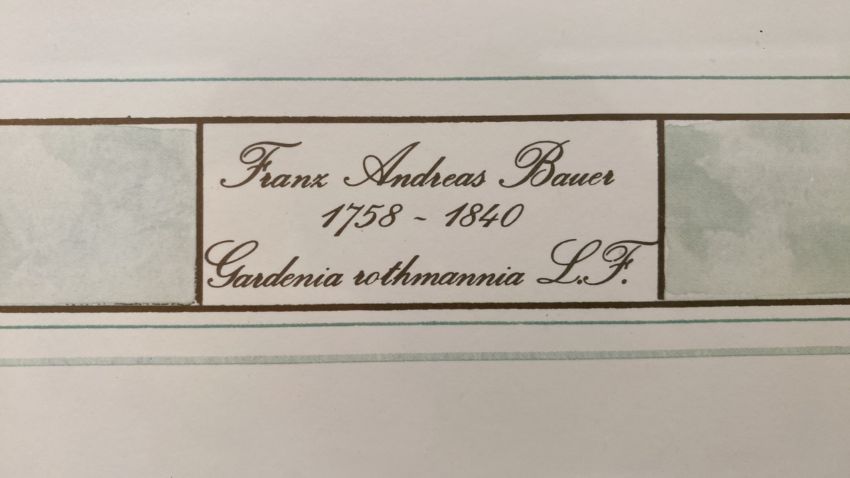 Franz Andreas Bauer
1758 - 1840
Gardenia rothmannia L.F.